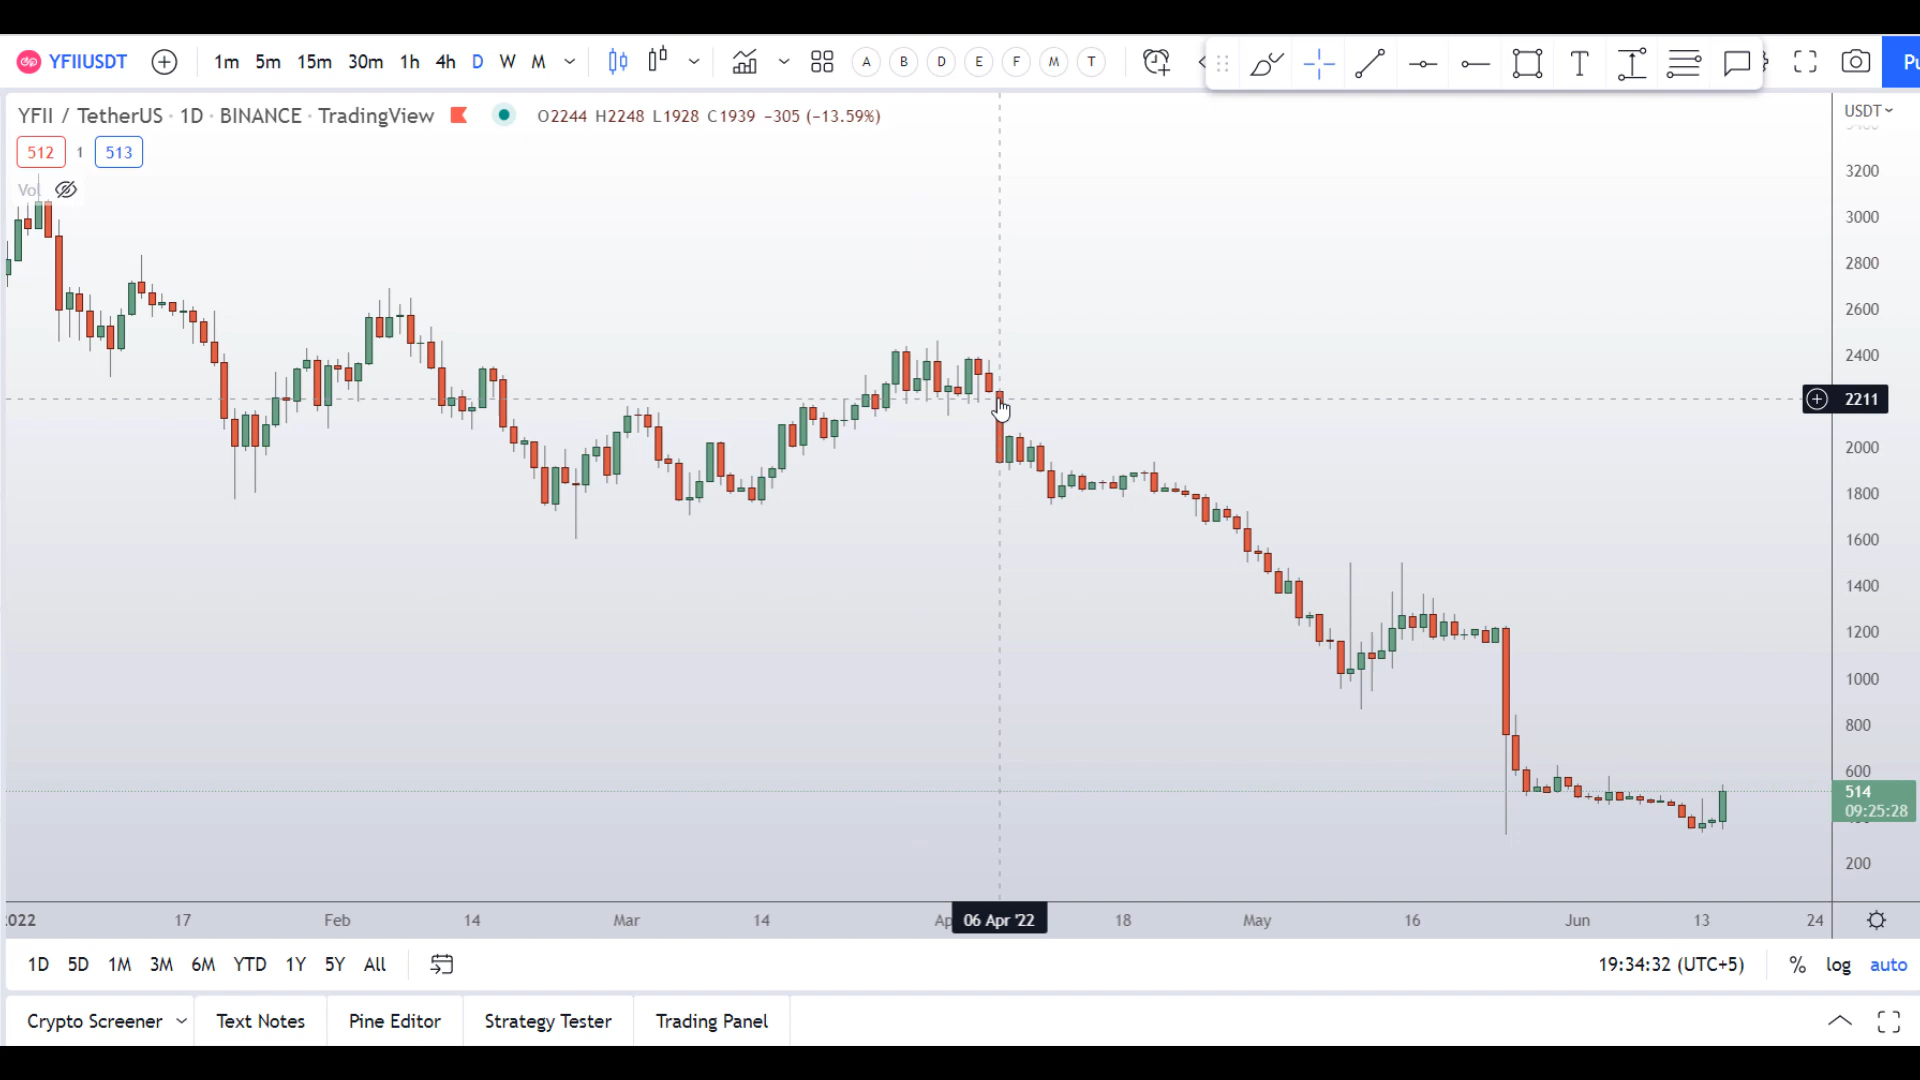 YFIIUSDT 1m 5m 15m 30m 1h 4h D W M A B D E F M T
YFII / TetherUS · 1D · BINANCE · TradingView O2244 H2248 L1928 C1939 −305 (−13.59%)
USDT
512 1 513
Vol
3200
3000
2800
2600
2400
2211
2000
1800
1600
1400
1200
1000
800
600
514
09:25:28
200
2022 17 Feb 14 Mar 14 06 Apr '22 18 May 16 Jun 13 24
1D 5D 1M 3M 6M YTD 1Y 5Y All 19:34:32 (UTC+5) % log auto
Crypto Screener Text Notes Pine Editor Strategy Tester Trading Panel